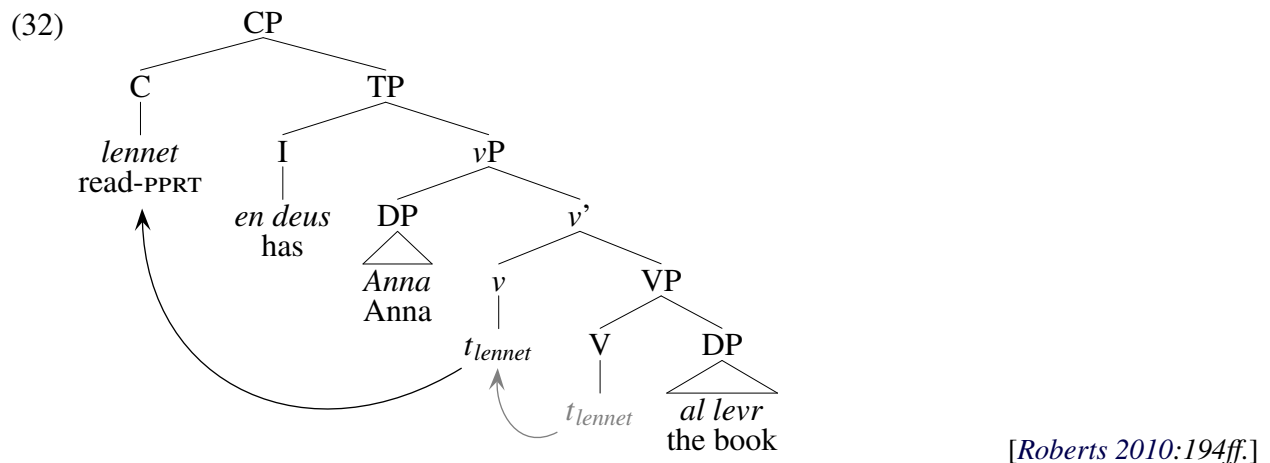 (32) CP
C TP
lennet I vP
read-PPRT
en deus DP v’
has
Anna v VP
Anna
t_lennet V DP
t_lennet al levr
the book
[Roberts 2010:194ff.]